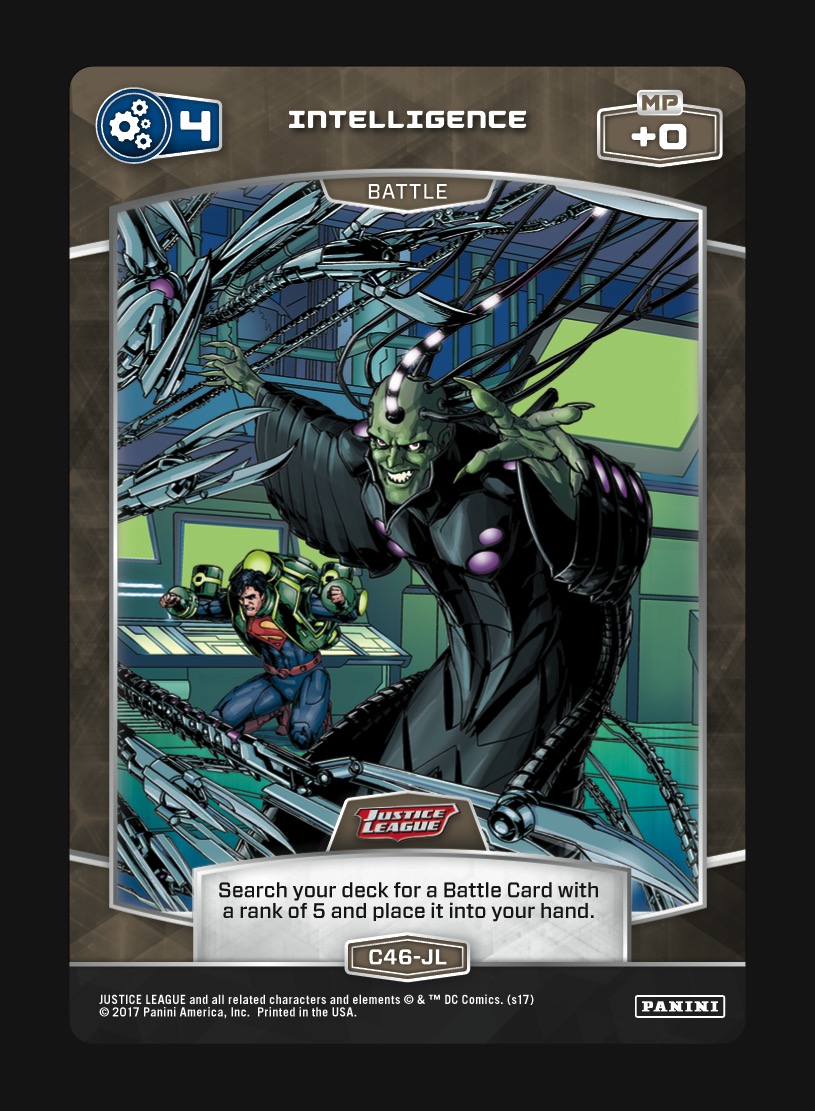 4
INTELLIGENCE
MP
+0
BATTLE
JUSTICE
LEAGUE
Search your deck for a Battle Card with
a rank of 5 and place it into your hand.
C46-JL
JUSTICE LEAGUE and all related characters and elements © & ™ DC Comics. (s17)
© 2017 Panini America, Inc. Printed in the USA.
PANINI